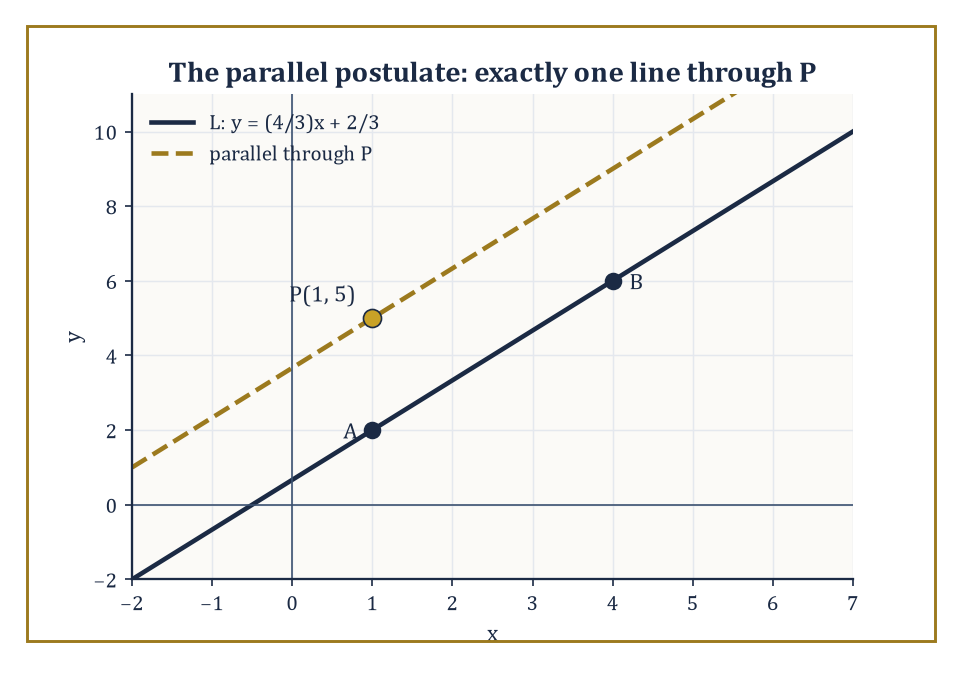 The parallel postulate: exactly one line through P
L: y = (4/3)x + 2/3
parallel through P
10
8
6
4
2
0
−2
y
P(1, 5)
B
A
−2 −1 0 1 2 3 4 5 6 7
x